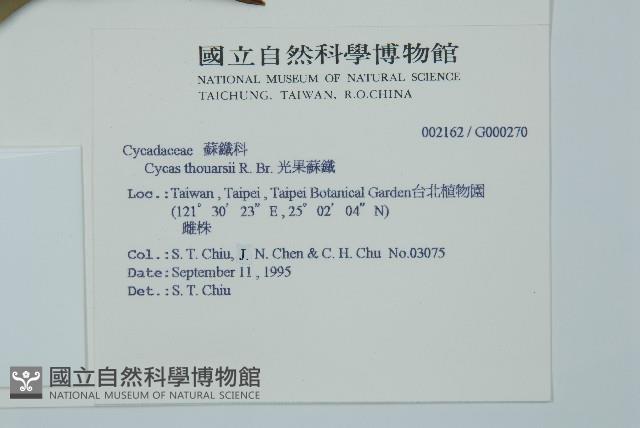 國立自然科學博物館
NATIONAL MUSEUM OF NATURAL SCIENCE
TAICHUNG, TAIWAN, R.O.CHINA
002162 / G000270
Cycadaceae 蘇鐵科
Cycas thouarsii R. Br. 光果蘇鐵
Loc.:Taiwan , Taipei , Taipei Botanical Garden台北植物園
(121° 30′ 23″ E , 25° 02′ 04″ N)
雌株
Col.:S. T. Chiu, J. N. Chen & C. H. Chu No.03075
Date:September 11 , 1995
Det.:S. T. Chiu
國立自然科學博物館
NATIONAL MUSEUM OF NATURAL SCIENCE